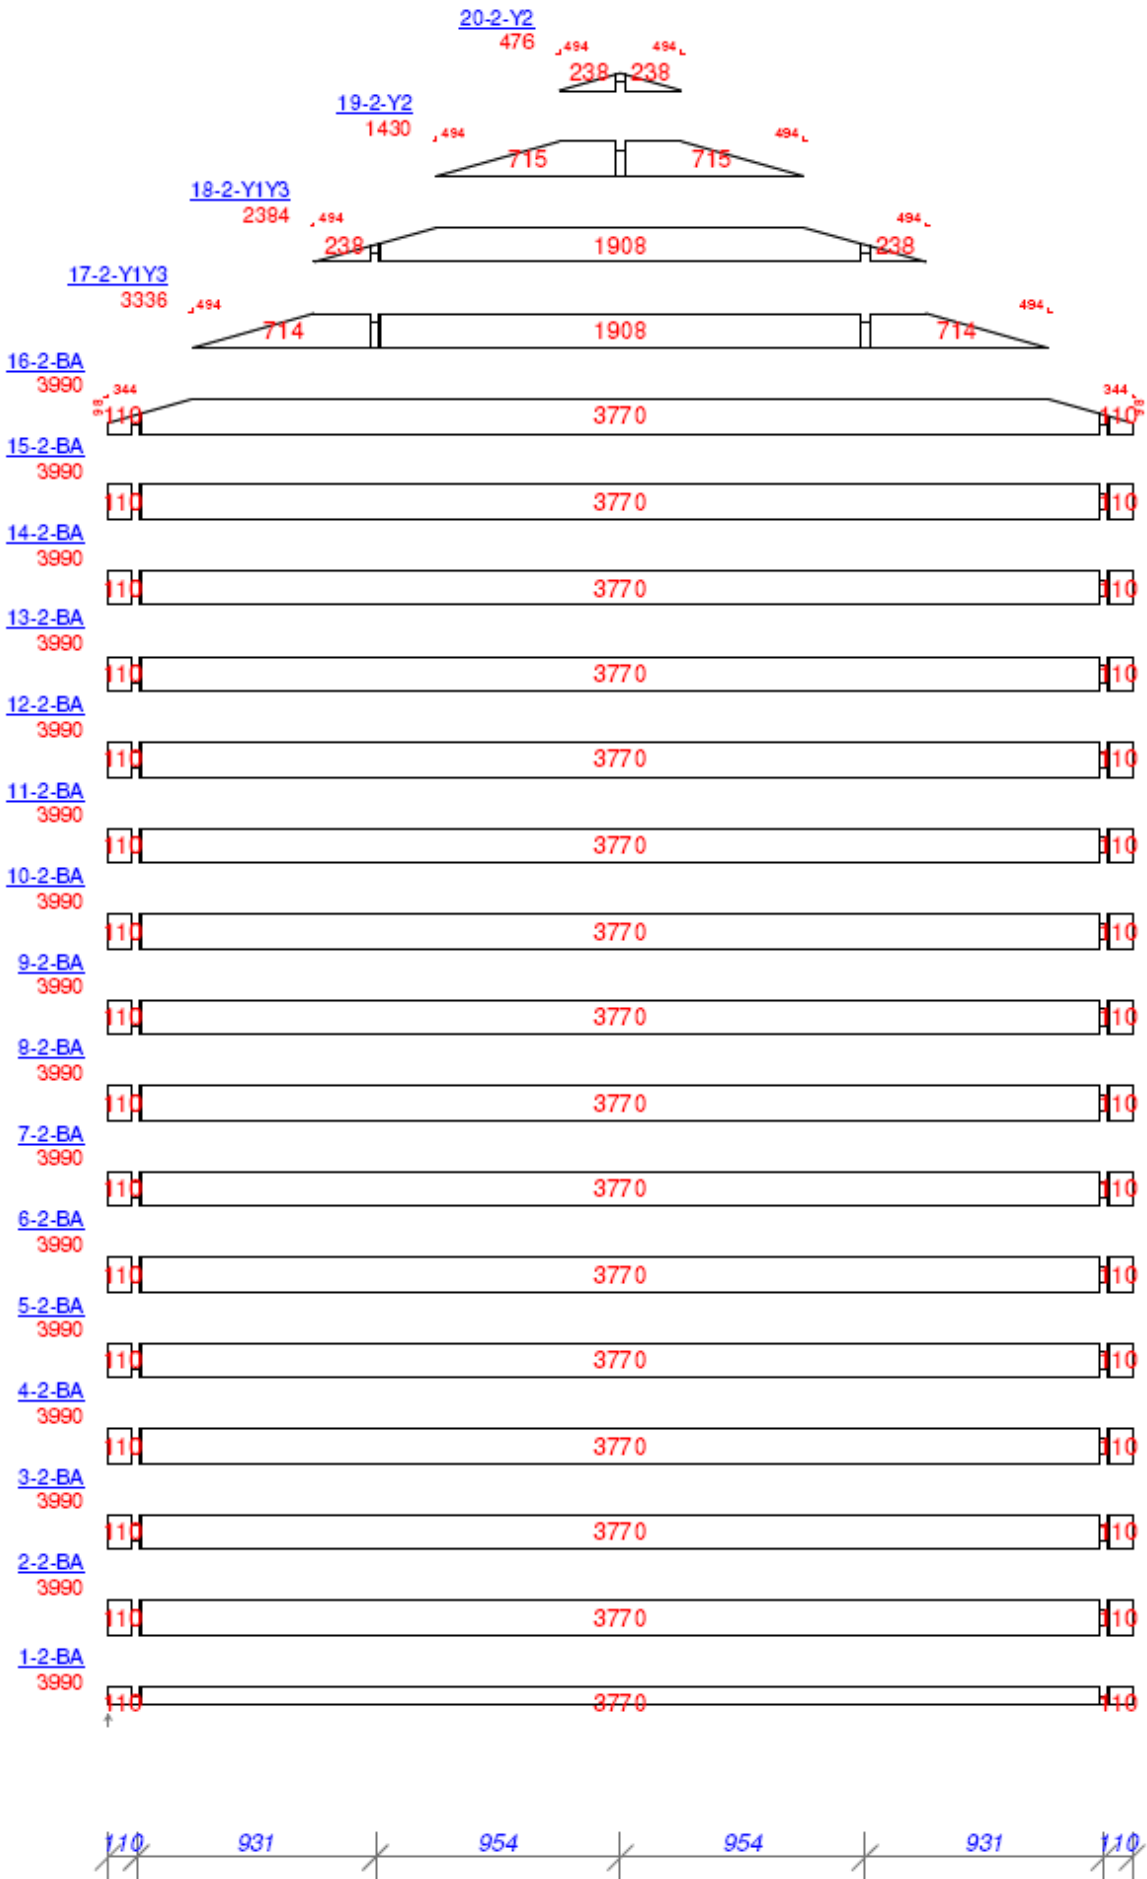 20-2-Y2
476 494 494
238 238
19-2-Y2
1430 494 494
715 715
18-2-Y1Y3
2384 494 494
238 1908 238
17-2-Y1Y3
3336 494 494
714 1908 714
16-2-BA
3990 344 344
98 98
110 3770 110
15-2-BA
3990
110 3770 110
14-2-BA
3990
110 3770 110
13-2-BA
3990
110 3770 110
12-2-BA
3990
110 3770 110
11-2-BA
3990
110 3770 110
10-2-BA
3990
110 3770 110
9-2-BA
3990
110 3770 110
8-2-BA
3990
110 3770 110
7-2-BA
3990
110 3770 110
6-2-BA
3990
110 3770 110
5-2-BA
3990
110 3770 110
4-2-BA
3990
110 3770 110
3-2-BA
3990
110 3770 110
2-2-BA
3990
110 3770 110
1-2-BA
3990
110 3770 110
110 931 954 954 931 110